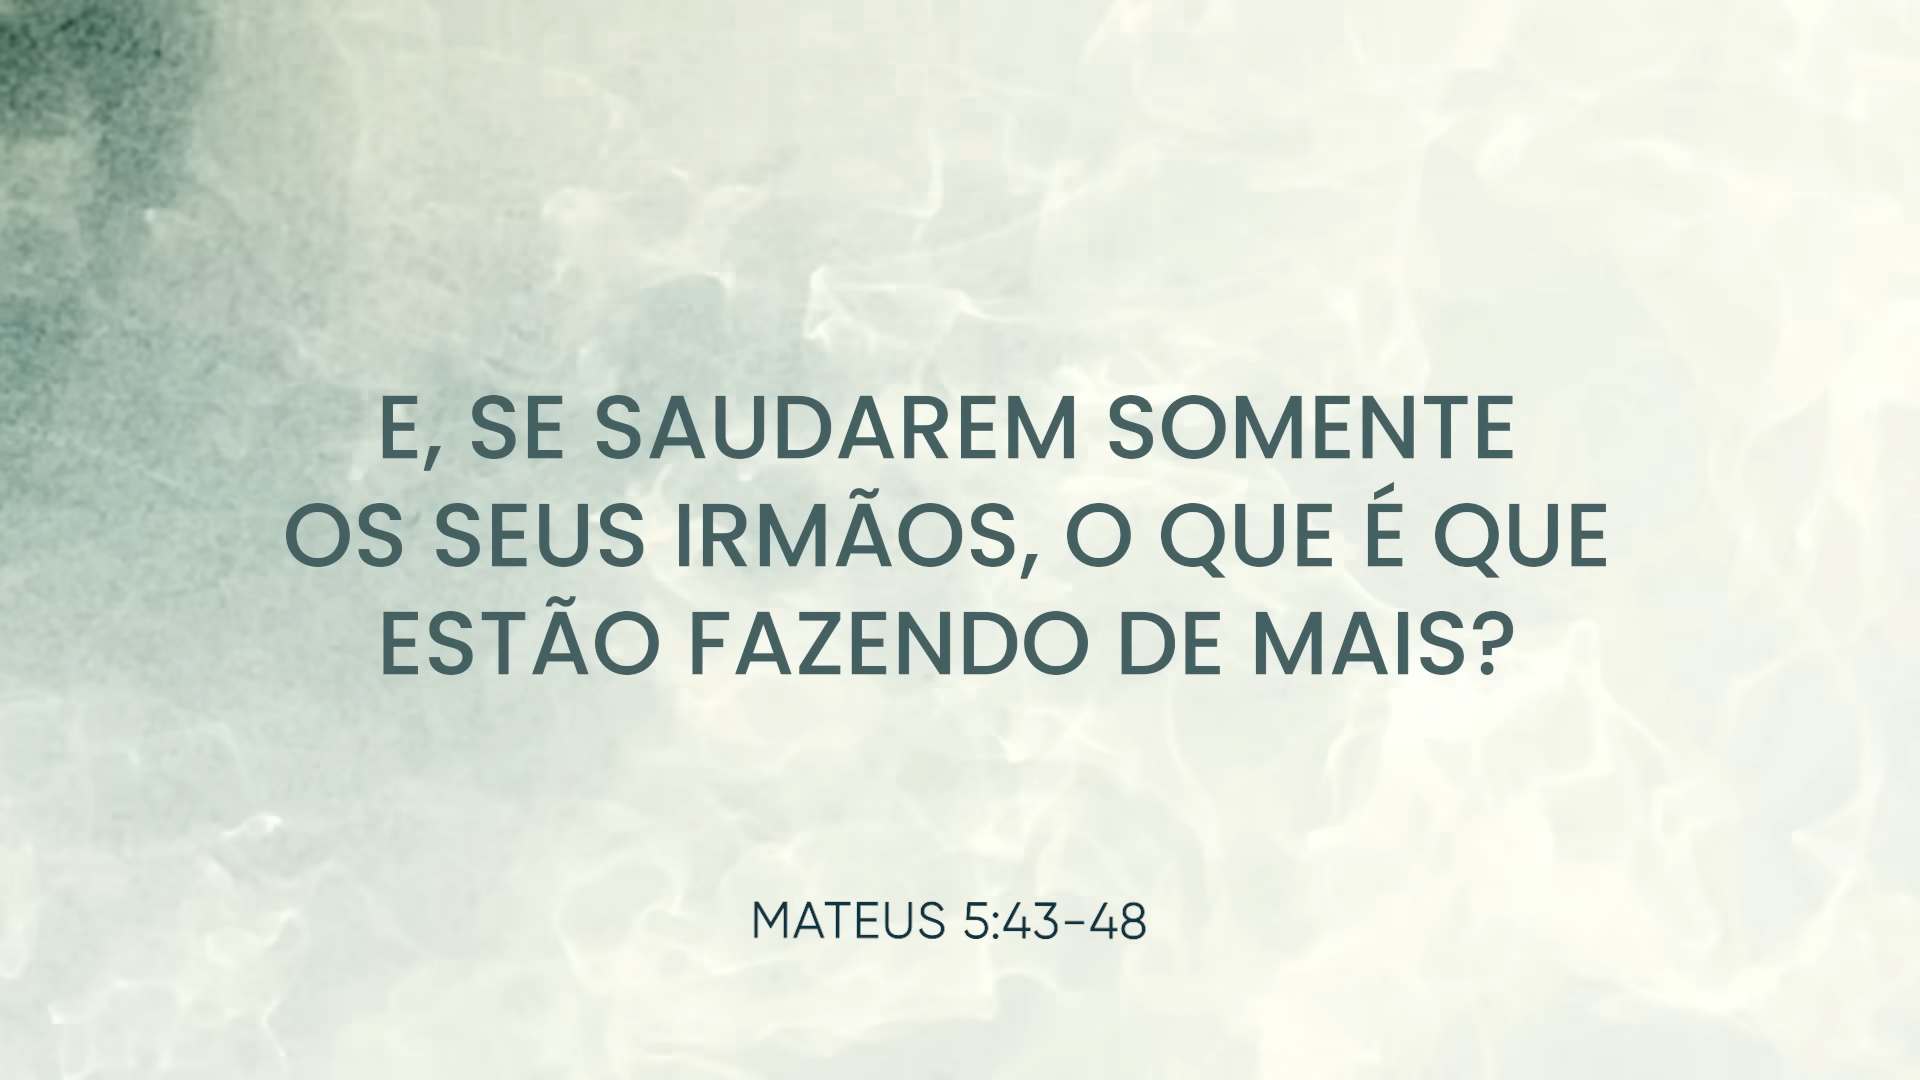 E, SE SAUDAREM SOMENTE
OS SEUS IRMÃOS, O QUE É QUE
ESTÃO FAZENDO DE MAIS?
MATEUS 5:43-48